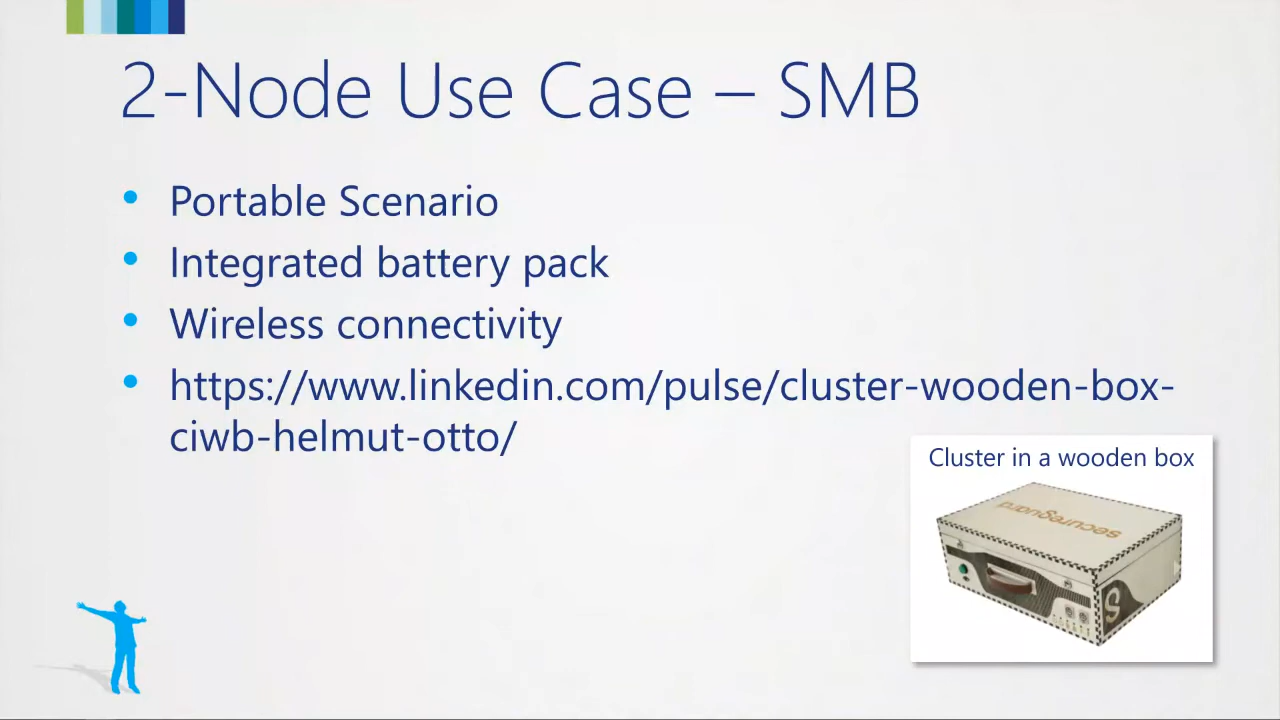 2-Node Use Case – SMB
• Portable Scenario
• Integrated battery pack
• Wireless connectivity
• https://www.linkedin.com/pulse/cluster-wooden-box-
ciwb-helmut-otto/
Cluster in a wooden box
secureguard
S